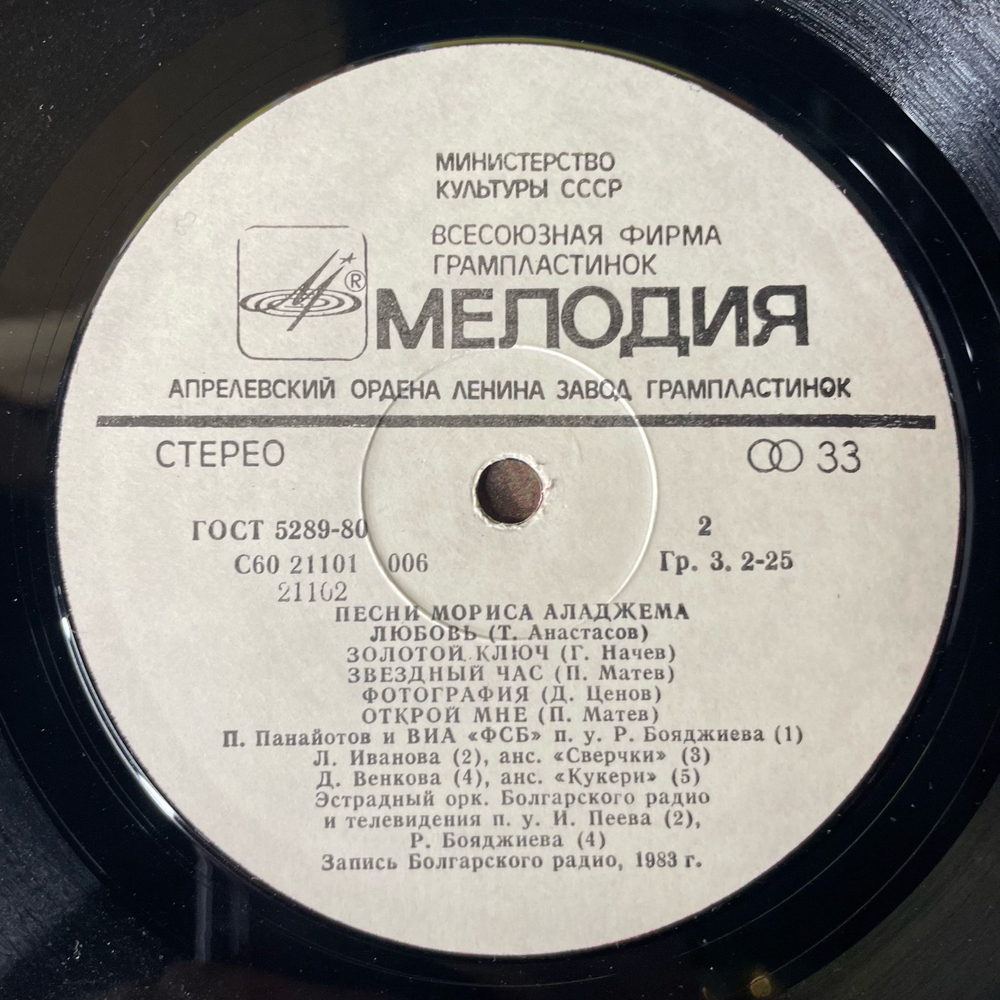 МИНИСТЕРСТВО
КУЛЬТУРЫ СССР
ВСЕСОЮЗНАЯ ФИРМА
ГРАМПЛАСТИНОК
®
МЕЛОДИЯ
АПРЕЛЕВСКИЙ ОРДЕНА ЛЕНИНА ЗАВОД ГРАМПЛАСТИНОК
СТЕРЕО 33
ГОСТ 5289-80 2
С60 21101 006 Гр. 3. 2-25
21102
ПЕСНИ МОРИСА АЛАДЖЕМА
ЛЮБОВЬ (Т. Анастасов)
ЗОЛОТОЙ КЛЮЧ (Г. Начев)
ЗВЕЗДНЫЙ ЧАС (П. Матев)
ФОТОГРАФИЯ (Д. Ценов)
ОТКРОЙ МНЕ (П. Матев)
П. Панайотов и ВИА «ФСБ» п. у. Р. Бояджиева (1)
Л. Иванова (2), анс. «Сверчки» (3)
Д. Венкова (4), анс. «Кукери» (5)
Эстрадный орк. Болгарского радио
и телевидения п. у. И. Пеева (2),
Р. Бояджиева (4)
Запись Болгарского радио, 1983 г.